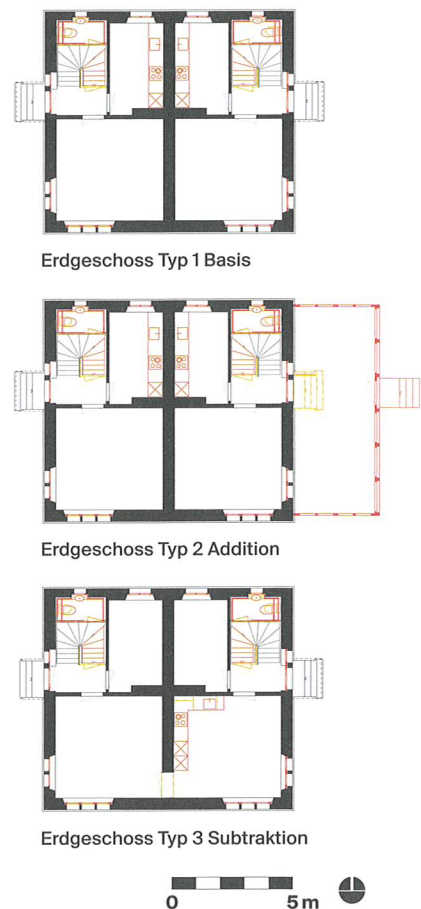 Erdgeschoss Typ 1 Basis
Erdgeschoss Typ 2 Addition
Erdgeschoss Typ 3 Subtraktion
0 5 m